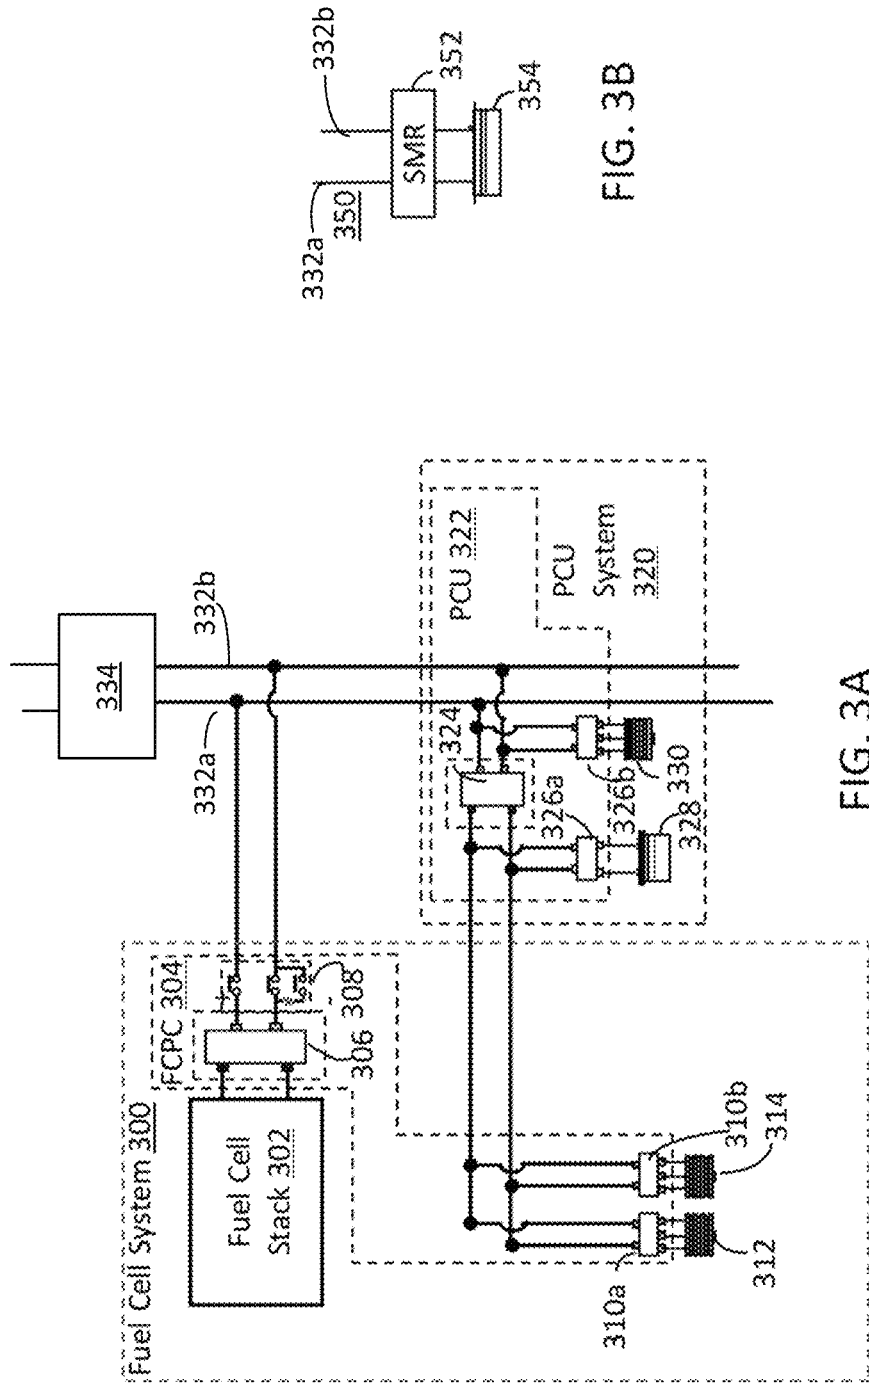 Fuel Cell System 300
Fuel Cell
Stack 302
FCPC 304
306
308
310a
310b
312
314
332a
332b
334
PCU 322
PCU
System
320
324
326a
326b
328
330
FIG. 3A
332a
332b
350
SMR
352
354
FIG. 3B